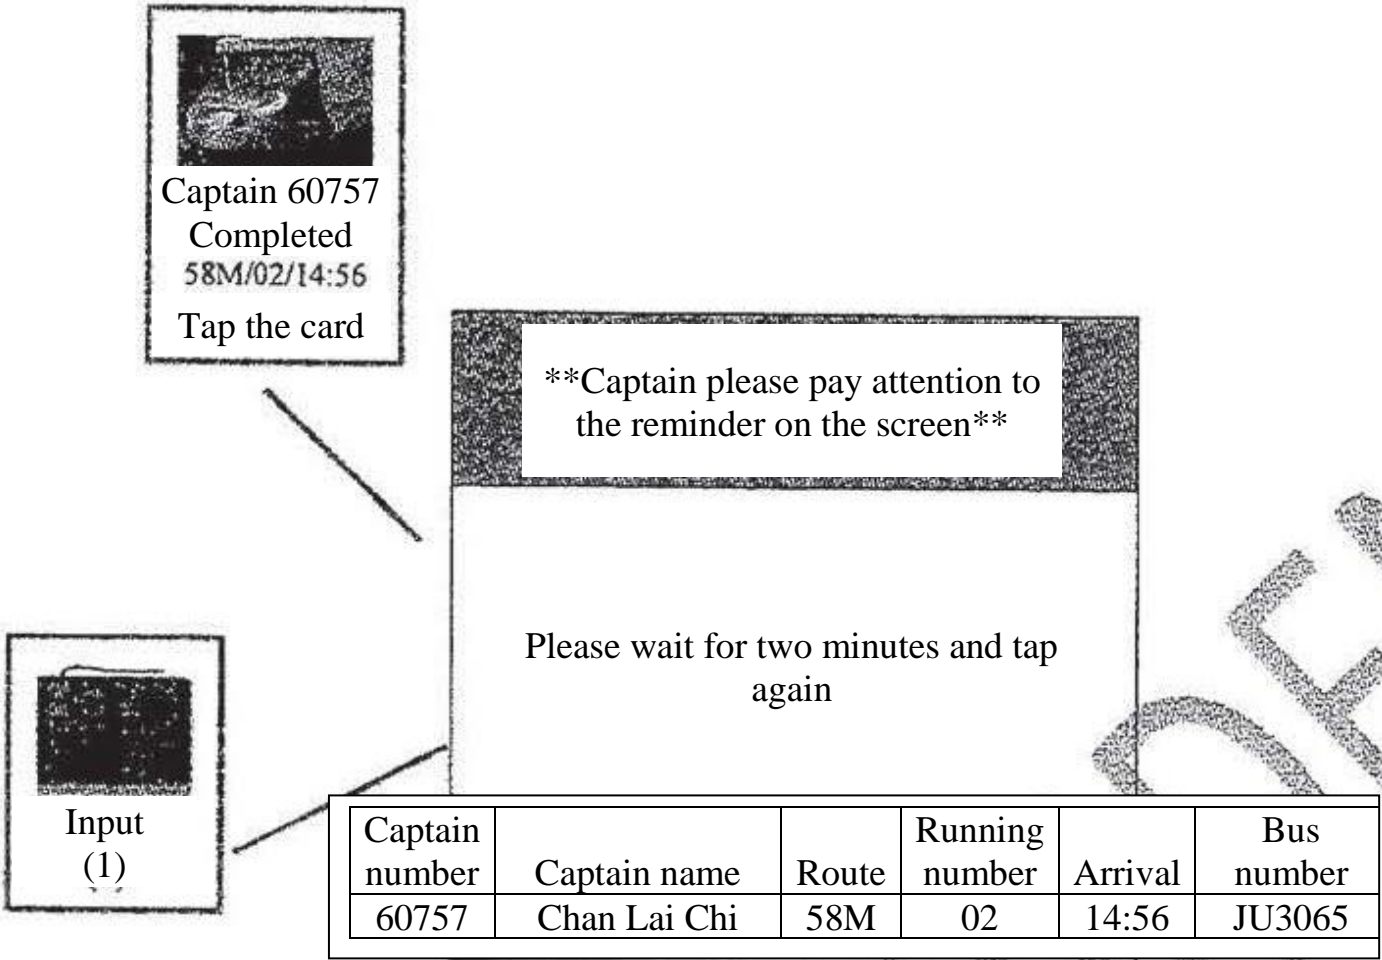 Captain 60757
Completed
58M/02/14:56
Tap the card
**Captain please pay attention to
the reminder on the screen**
Please wait for two minutes and tap
again
Input
(1)
Captain number Captain name Route Running number Arrival Bus number
60757 Chan Lai Chi 58M 02 14:56 JU3065